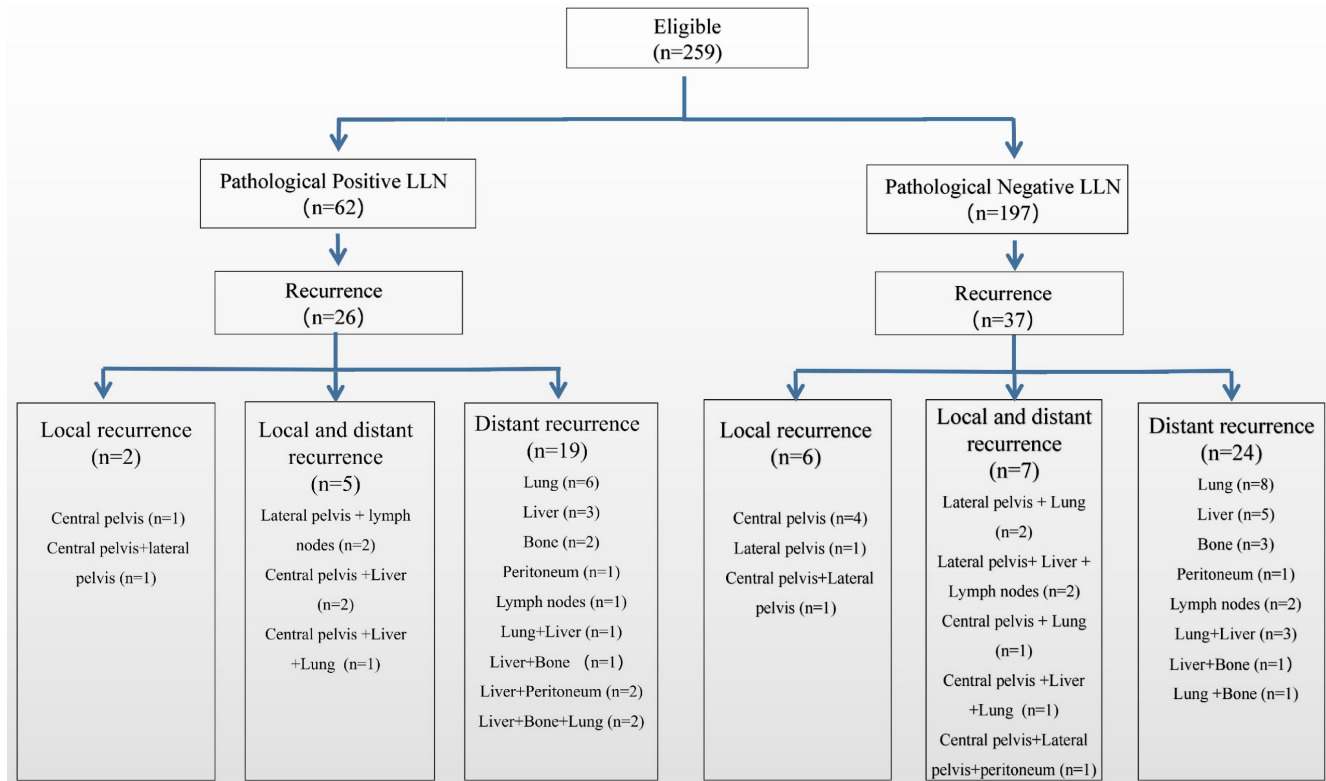 Eligible
(n=259)
Pathological Positive LLN
(n=62)
Pathological Negative LLN
(n=197)
Recurrence
(n=26)
Recurrence
(n=37)
Local recurrence
(n=2)
Central pelvis (n=1)
Central pelvis+lateral
pelvis (n=1)
Local and distant
recurrence
(n=5)
Lateral pelvis + lymph
nodes (n=2)
Central pelvis +Liver
(n=2)
Central pelvis +Liver
+Lung (n=1)
Distant recurrence
(n=19)
Lung (n=6)
Liver (n=3)
Bone (n=2)
Peritoneum (n=1)
Lymph nodes (n=1)
Lung+Liver (n=1)
Liver+Bone (n=1)
Liver+Peritoneum (n=2)
Liver+Bone+Lung (n=2)
Local recurrence
(n=6)
Central pelvis (n=4)
Lateral pelvis (n=1)
Central pelvis+Lateral
pelvis (n=1)
Local and distant
recurrence
(n=7)
Lateral pelvis + Lung
(n=2)
Lateral pelvis+ Liver +
Lymph nodes (n=2)
Central pelvis + Lung
(n=1)
Central pelvis +Liver
+Lung (n=1)
Central pelvis+Lateral
pelvis+peritoneum (n=1)
Distant recurrence
(n=24)
Lung (n=8)
Liver (n=5)
Bone (n=3)
Peritoneum (n=1)
Lymph nodes (n=2)
Lung+Liver (n=3)
Liver+Bone (n=1)
Lung +Bone (n=1)